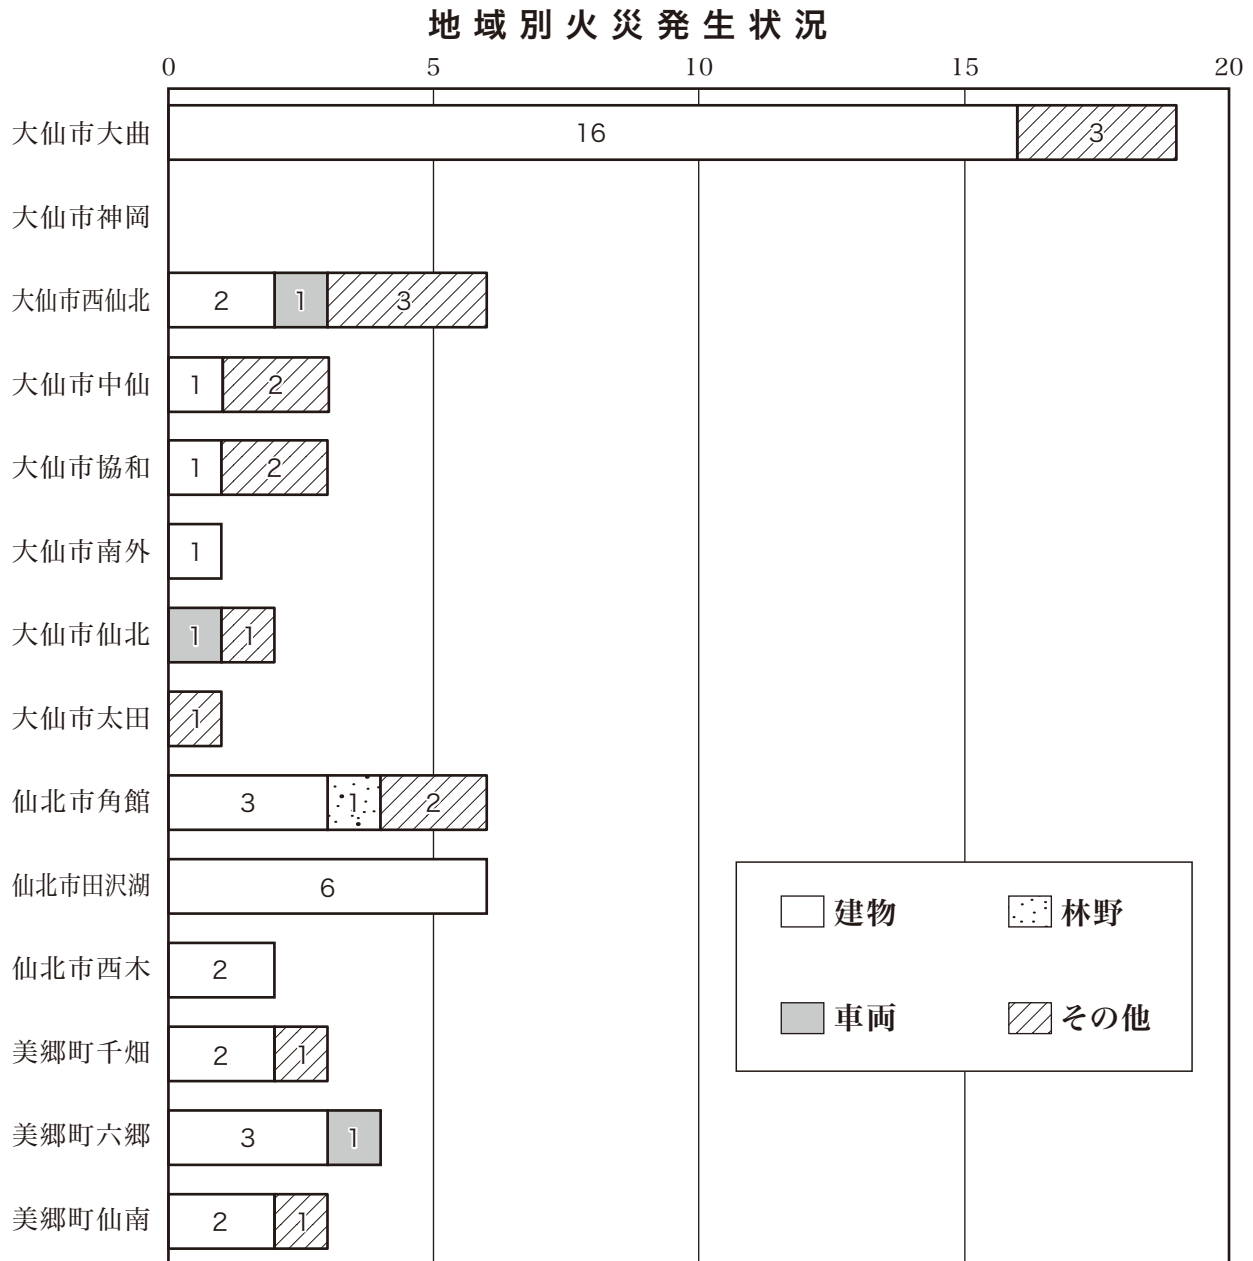 地域別火災発生状況
0 5 10 15 20
大仙市大曲 16 3
大仙市神岡
大仙市西仙北 2 1 3
大仙市中仙 1 2
大仙市協和 1 2
大仙市南外 1
大仙市仙北 1 1
大仙市太田 1
仙北市角館 3 1 2
仙北市田沢湖 6
仙北市西木 2
美郷町千畑 2 1
美郷町六郷 3 1
美郷町仙南 2 1
建物 林野
車両 その他